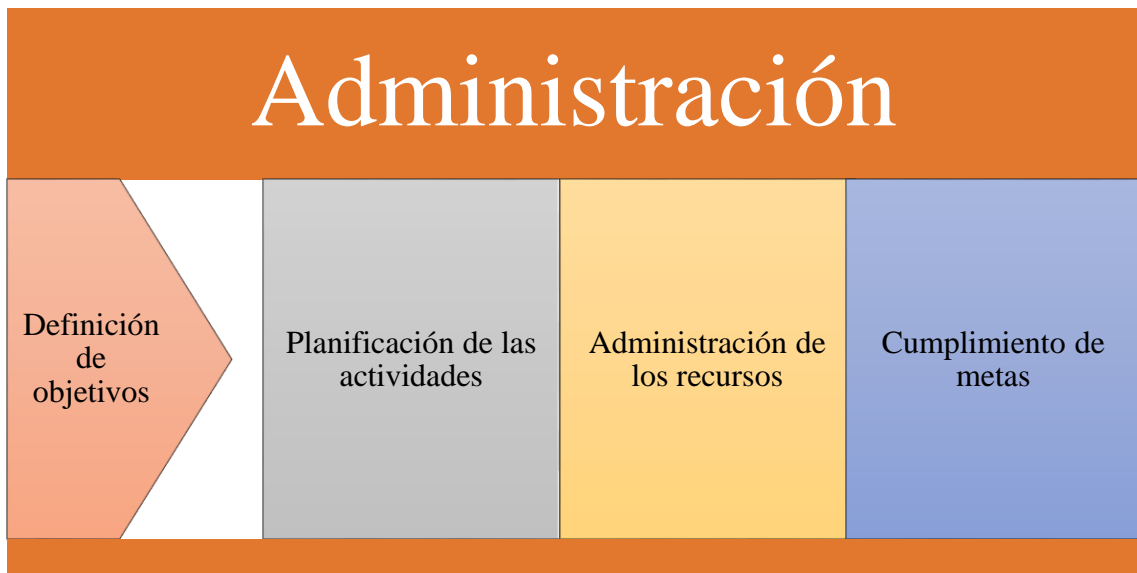 Administración
Definición
de
objetivos
Planificación de las
actividades
Administración de
los recursos
Cumplimiento de
metas